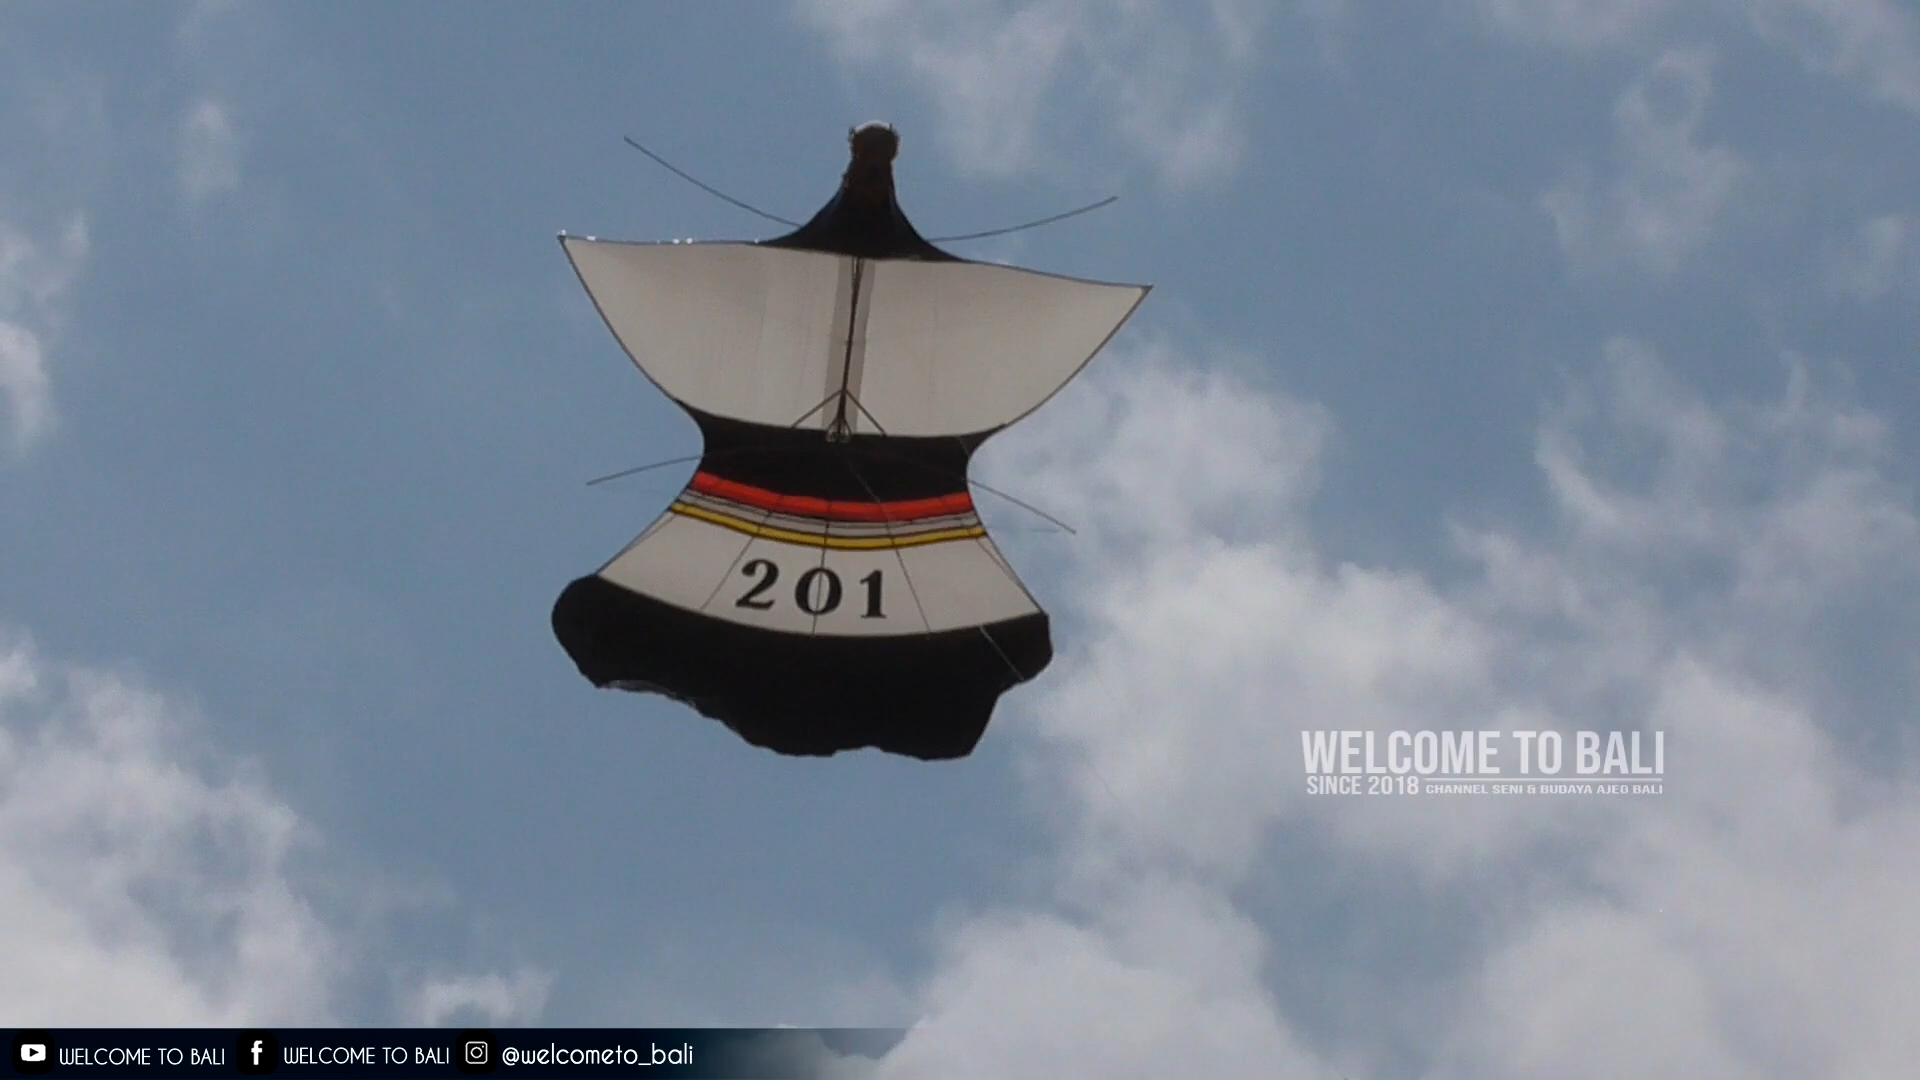 201
WELCOME TO BALI
SINCE 2018 CHANNEL SENI & BUDAYA AJEG BALI
WELCOME TO BALI WELCOME TO BALI @welcometo_bali